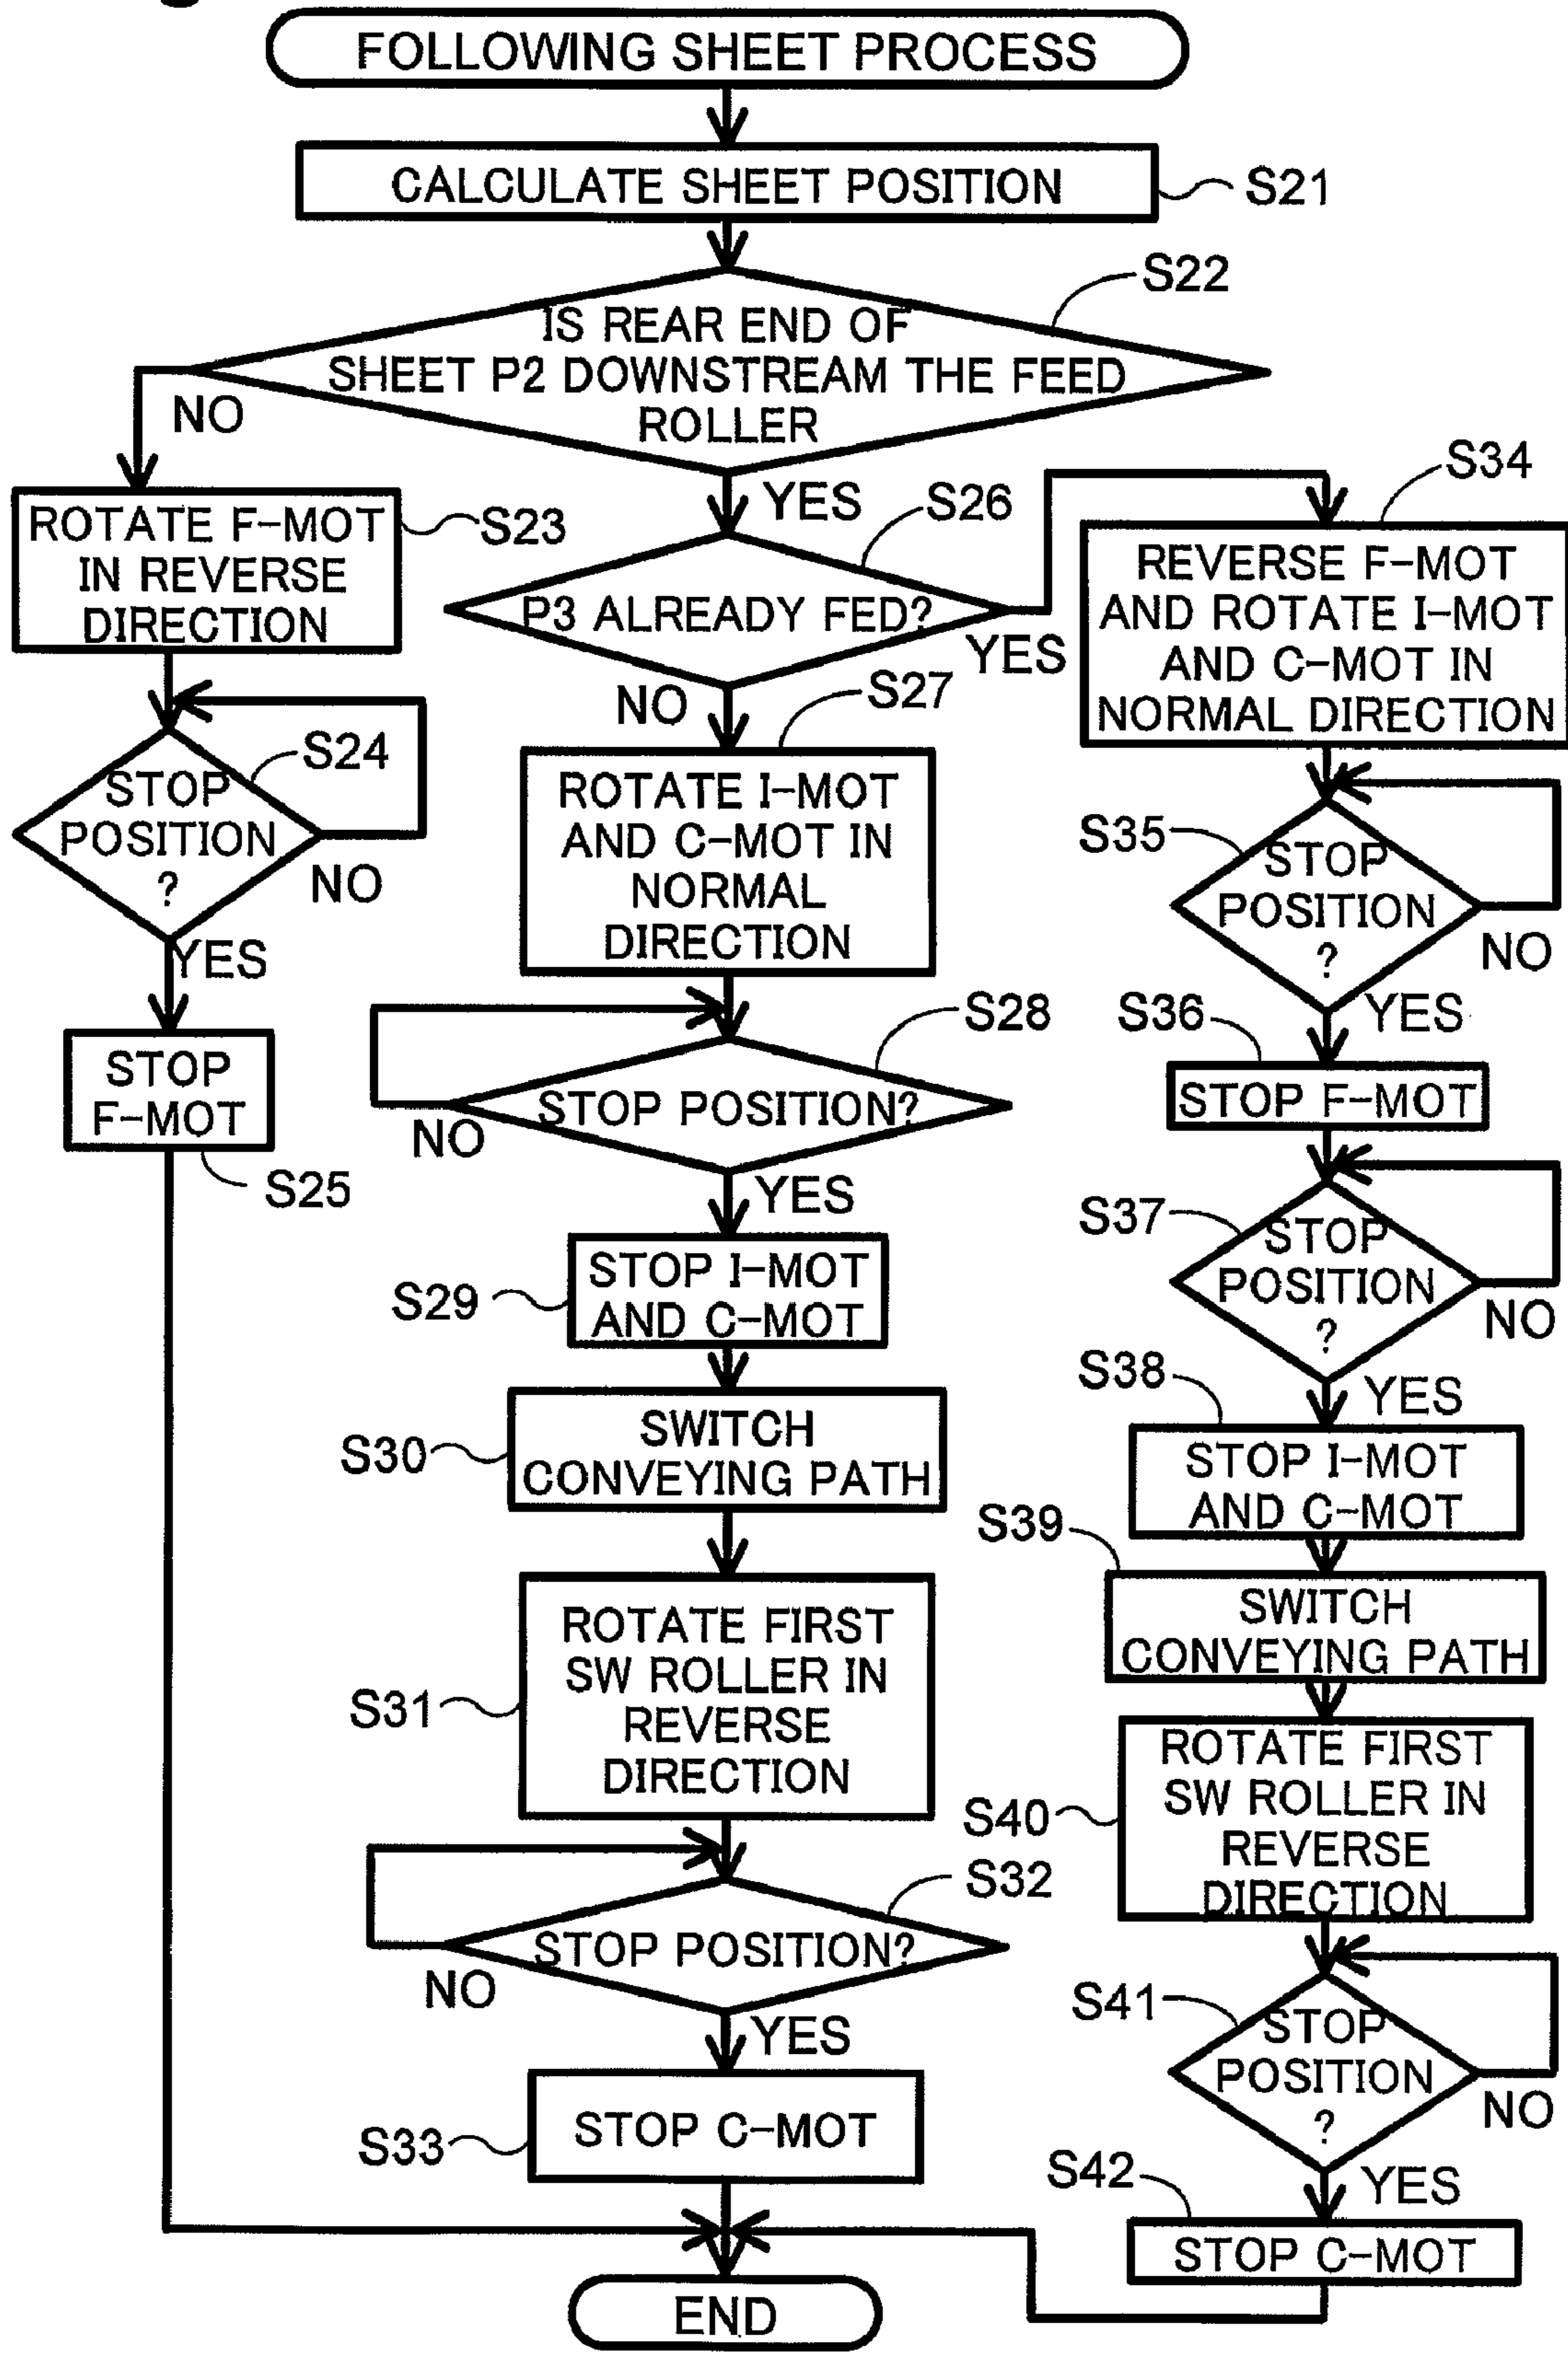 FOLLOWING SHEET PROCESS
CALCULATE SHEET POSITION
S21
S22
IS REAR END OF
SHEET P2 DOWNSTREAM THE FEED
ROLLER
NO
YES
ROTATE F-MOT
IN REVERSE
DIRECTION
S23
STOP
POSITION
?
S24
NO
YES
STOP
F-MOT
S25
S26
P3 ALREADY FED?
YES
NO
S27
ROTATE I-MOT
AND C-MOT IN
NORMAL
DIRECTION
S28
STOP POSITION?
NO
YES
STOP I-MOT
AND C-MOT
S29
SWITCH
CONVEYING PATH
S30
ROTATE FIRST
SW ROLLER IN
REVERSE
DIRECTION
S31
S32
STOP POSITION?
NO
YES
STOP C-MOT
S33
S34
REVERSE F-MOT
AND ROTATE I-MOT
AND C-MOT IN
NORMAL DIRECTION
S35
STOP
POSITION
?
NO
YES
S36
STOP F-MOT
S37
STOP
POSITION
?
NO
YES
S38
STOP I-MOT
AND C-MOT
S39
SWITCH
CONVEYING PATH
ROTATE FIRST
SW ROLLER IN
REVERSE
DIRECTION
S40
S41
STOP
POSITION
?
NO
YES
S42
STOP C-MOT
END